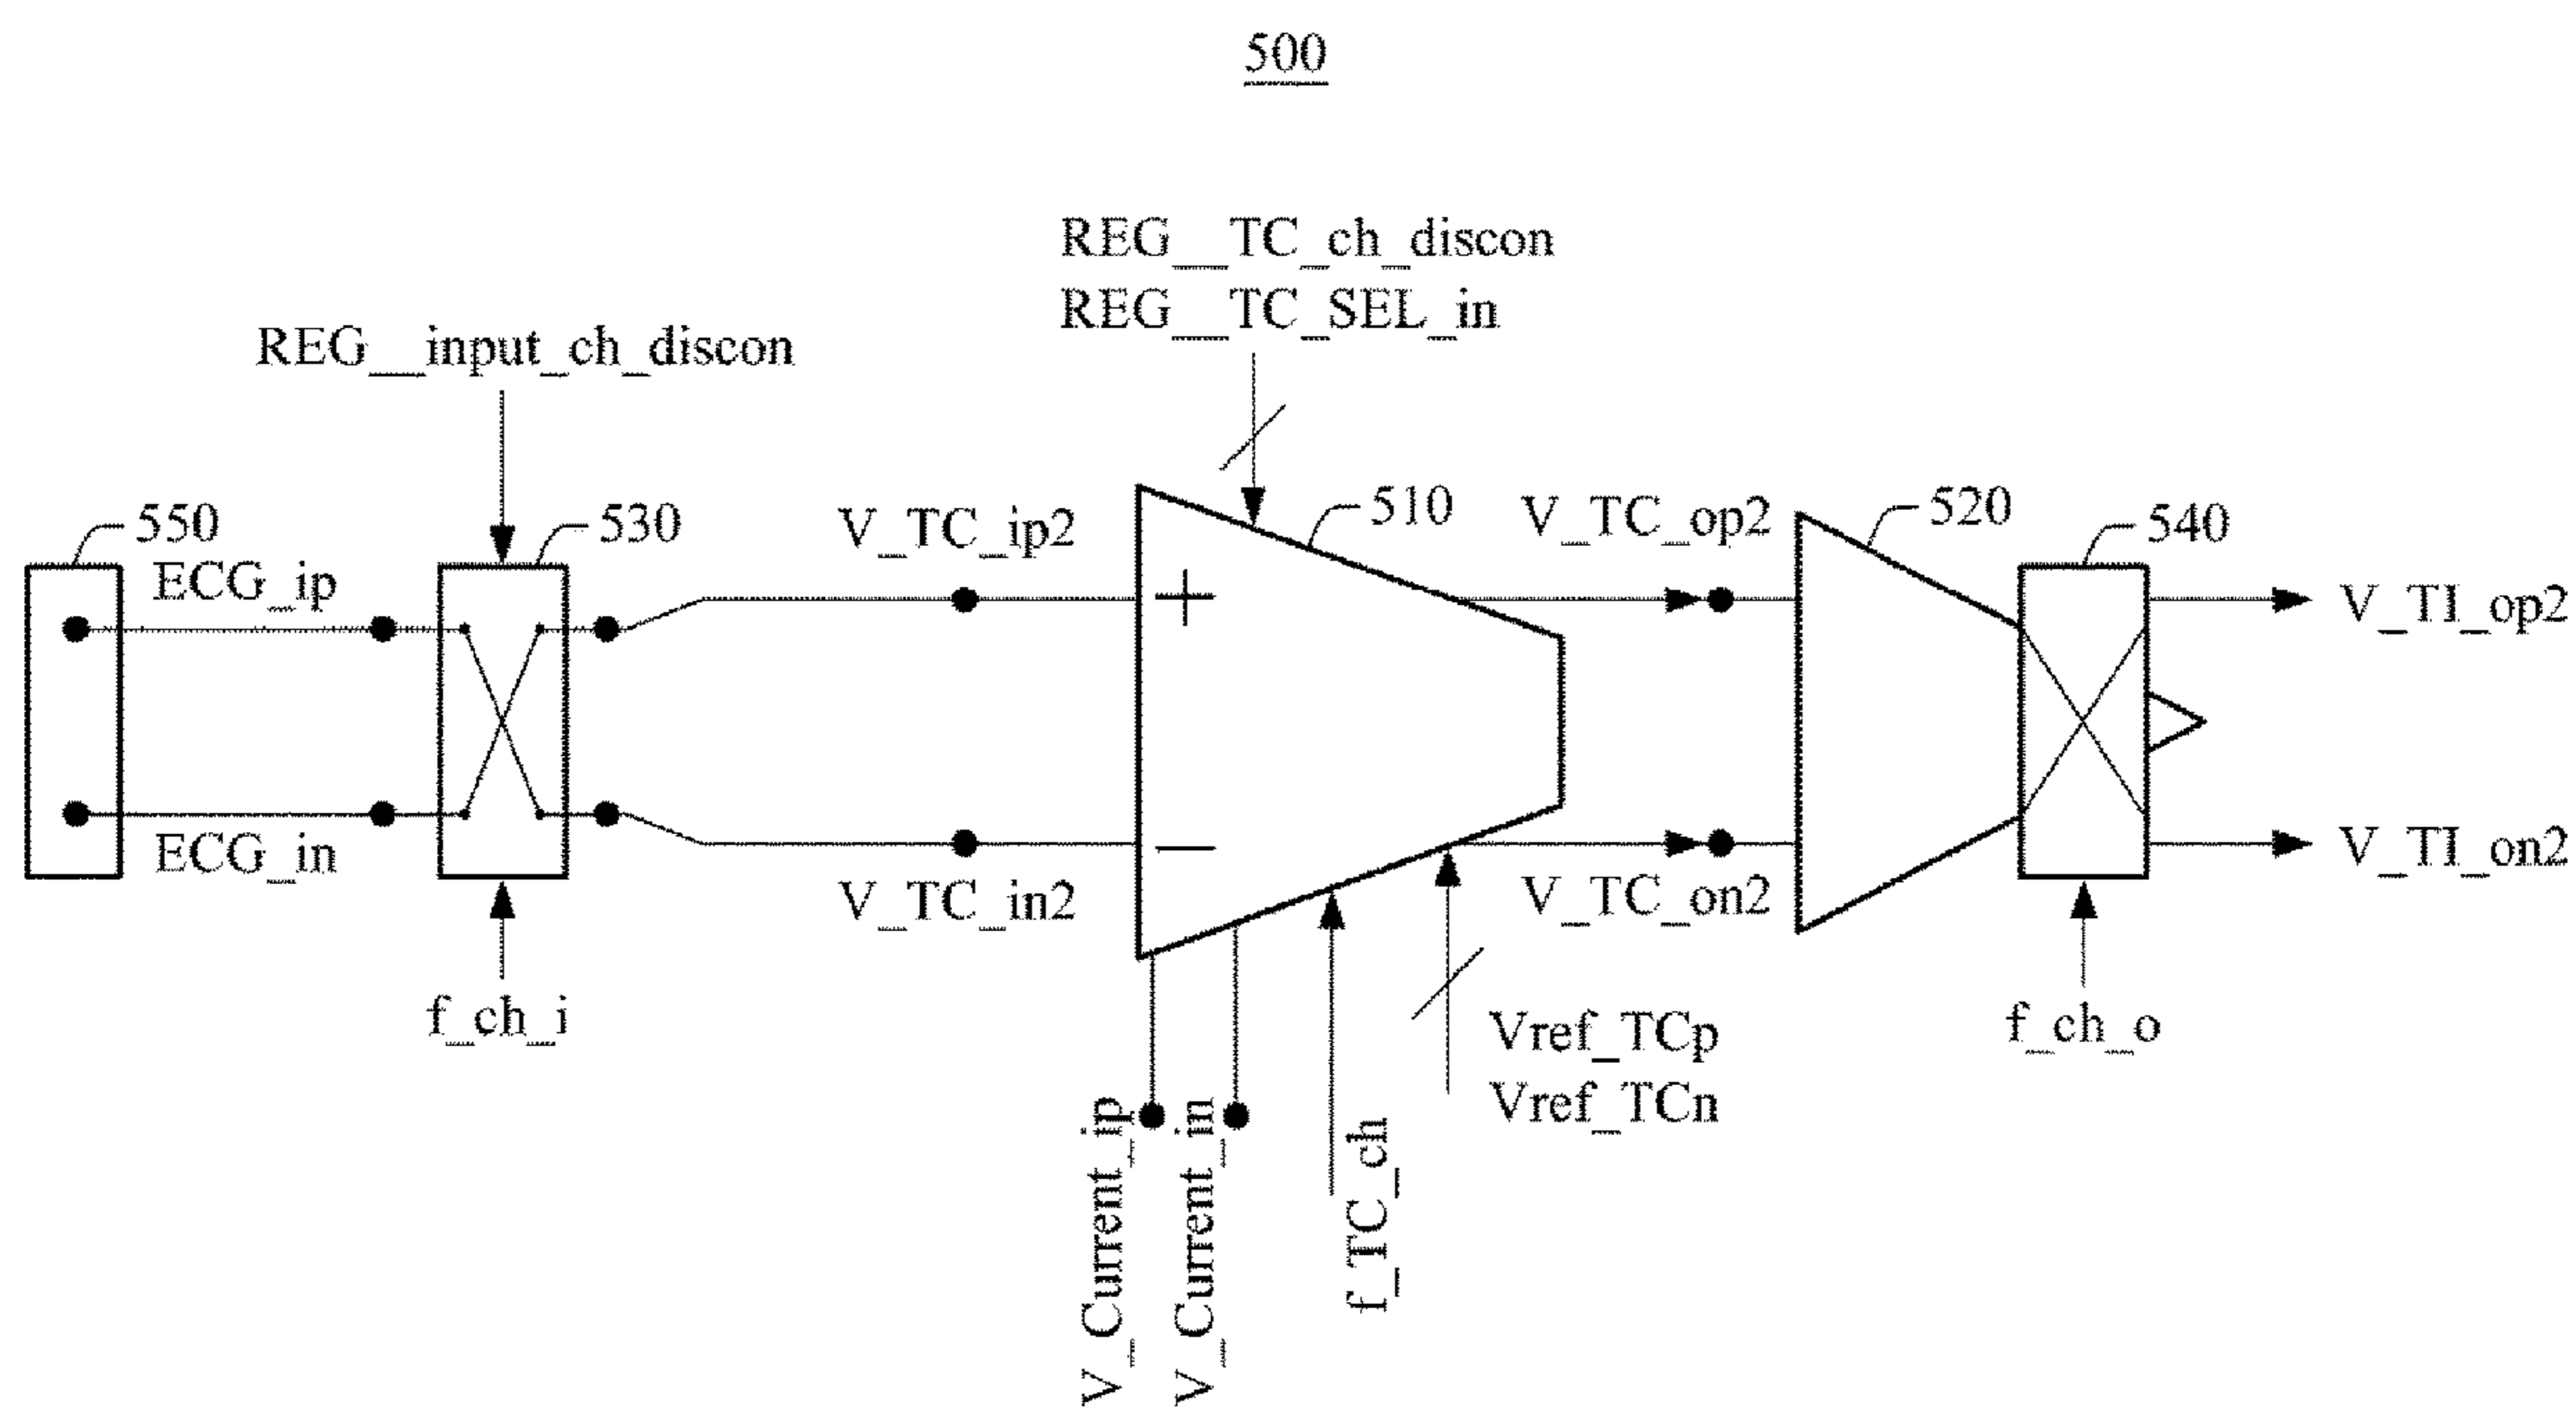 500
REG__TC_ch_discon
REG__TC_SEL_in
REG__input_ch_discon
550
530
V_TC_ip2
510
V_TC_op2
520
540
ECG_ip
V_TI_op2
ECG_in
V_TC_in2
V_TC_on2
V_TI_on2
f_ch_i
Vref_TCp
Vref_TCn
f_ch_o
V_Current_ip
V_Current_in
f_TC_ch
+
−